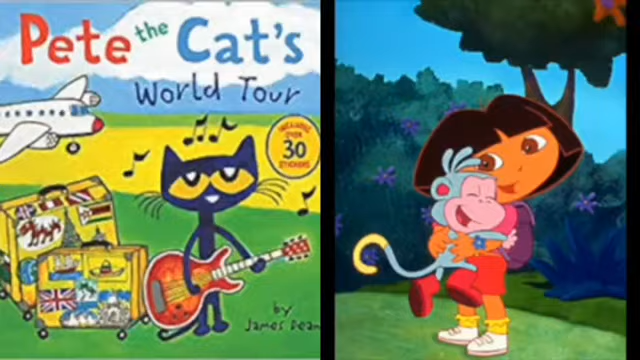 Pete the Cat's
World Tour
INCLUDES
OVER
30
STICKERS
by
James Dean